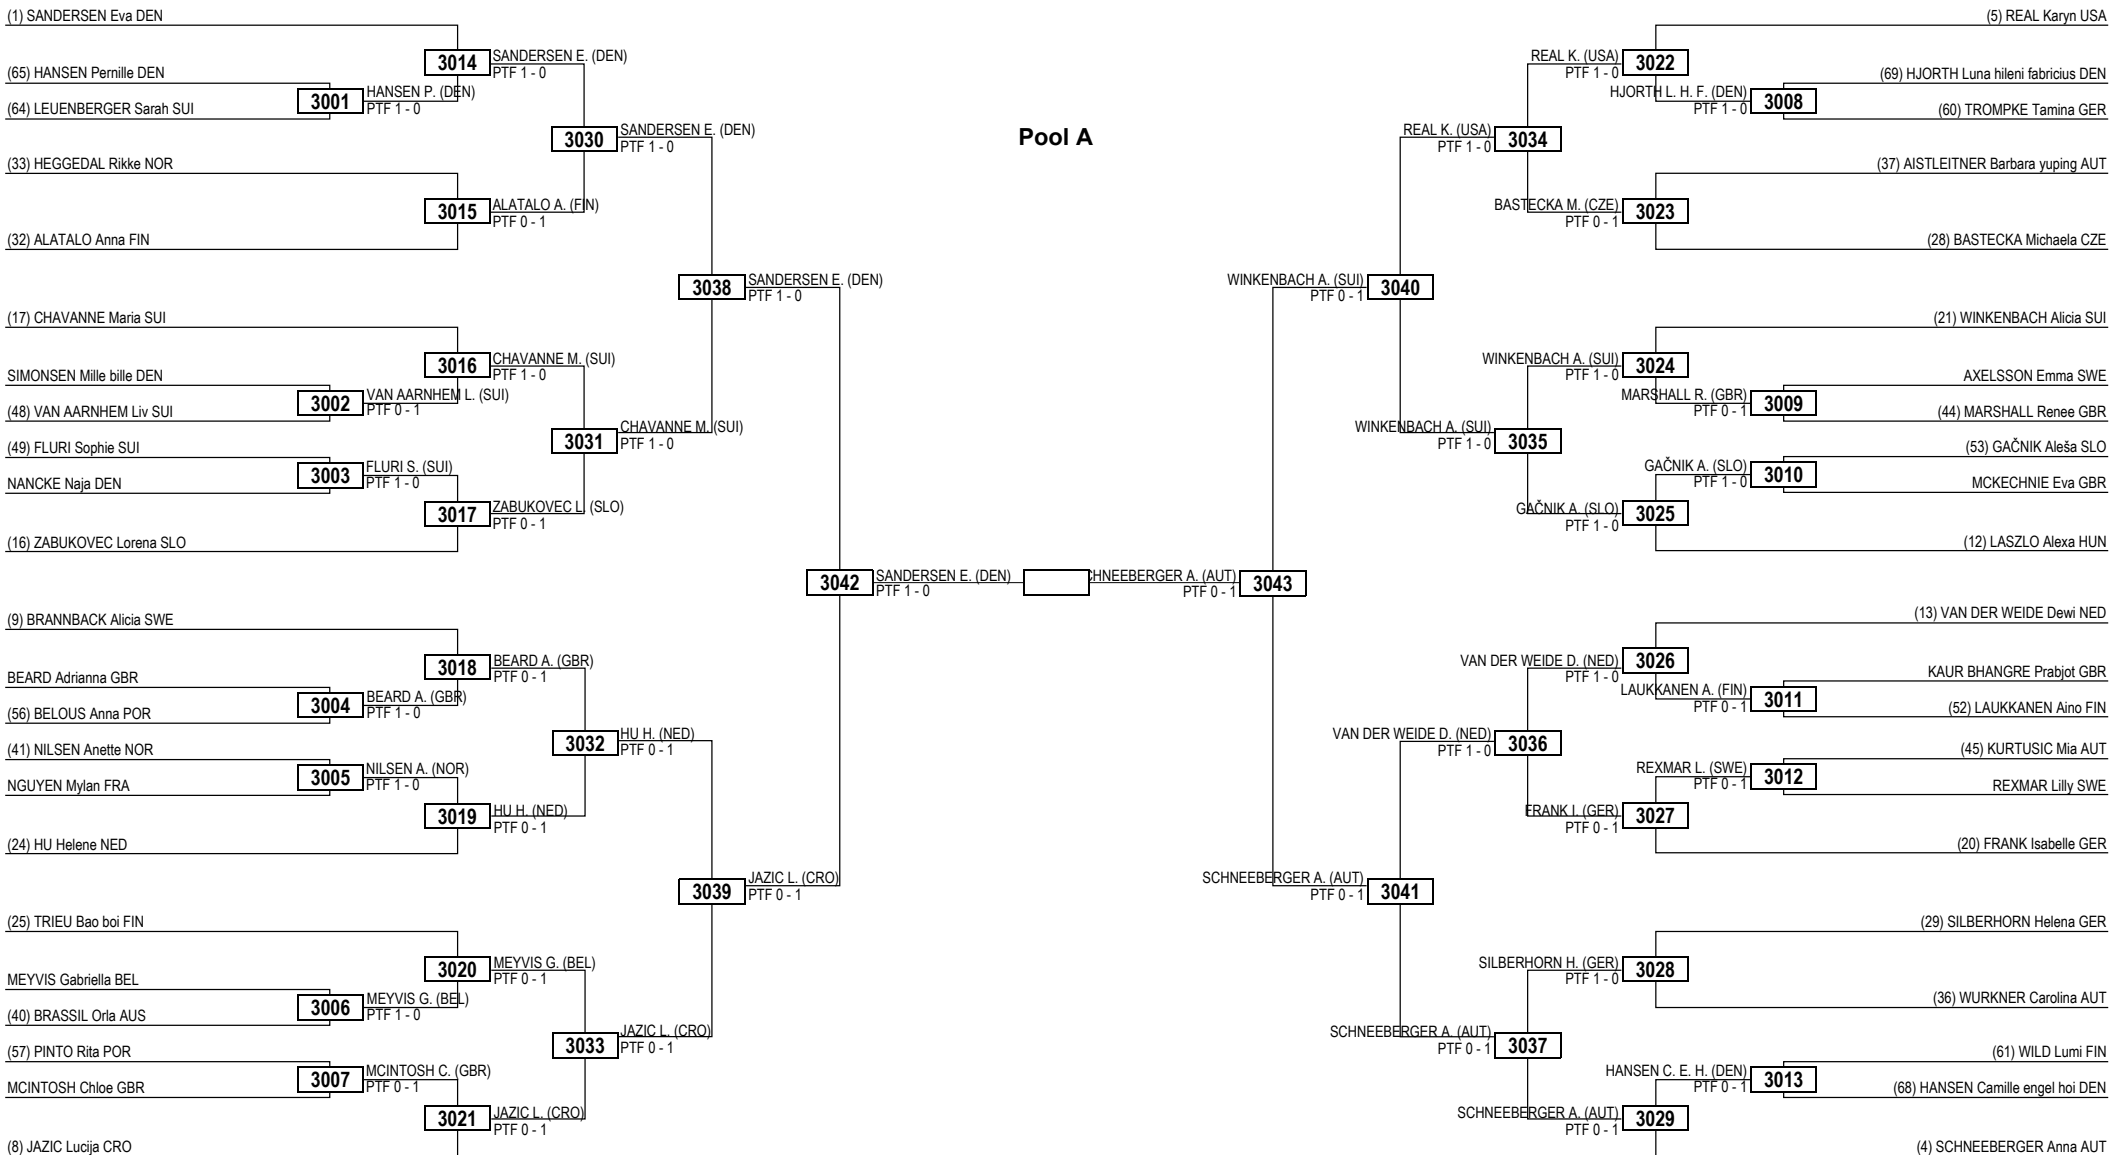 (1) SANDERSEN Eva DEN
(5) REAL Karyn USA
3014
SANDERSEN E. (DEN)
PTF 1 - 0
REAL K. (USA)
PTF 1 - 0
3022
(65) HANSEN Pernille DEN
(69) HJORTH Luna hileni fabricius DEN
3001
HANSEN P. (DEN)
PTF 1 - 0
HJORTH L. H. F. (DEN)
PTF 1 - 0
3008
(64) LEUENBERGER Sarah SUI
(60) TROMPKE Tamina GER
3030
SANDERSEN E. (DEN)
PTF 1 - 0
Pool A
REAL K. (USA)
PTF 1 - 0
3034
(33) HEGGEDAL Rikke NOR
(37) AISTLEITNER Barbara yuping AUT
3015
ALATALO A. (FIN)
PTF 0 - 1
BASTECKA M. (CZE)
PTF 0 - 1
3023
(32) ALATALO Anna FIN
(28) BASTECKA Michaela CZE
3038
SANDERSEN E. (DEN)
PTF 1 - 0
WINKENBACH A. (SUI)
PTF 0 - 1
3040
(17) CHAVANNE Maria SUI
(21) WINKENBACH Alicia SUI
3016
CHAVANNE M. (SUI)
PTF 1 - 0
WINKENBACH A. (SUI)
PTF 1 - 0
3024
SIMONSEN Mille bille DEN
AXELSSON Emma SWE
3002
VAN AARNHEM L. (SUI)
PTF 0 - 1
MARSHALL R. (GBR)
PTF 0 - 1
3009
(48) VAN AARNHEM Liv SUI
(44) MARSHALL Renee GBR
3031
CHAVANNE M. (SUI)
PTF 1 - 0
WINKENBACH A. (SUI)
PTF 1 - 0
3035
(49) FLURI Sophie SUI
(53) GAČNIK Aleša SLO
3003
FLURI S. (SUI)
PTF 1 - 0
GAČNIK A. (SLO)
PTF 1 - 0
3010
NANCKE Naja DEN
MCKECHNIE Eva GBR
3017
ZABUKOVEC L. (SLO)
PTF 0 - 1
GAČNIK A. (SLO)
PTF 1 - 0
3025
(16) ZABUKOVEC Lorena SLO
(12) LASZLO Alexa HUN
3042
SANDERSEN E. (DEN)
PTF 1 - 0
CHNEEBERGER A. (AUT)
PTF 0 - 1
3043
(9) BRANNBACK Alicia SWE
(13) VAN DER WEIDE Dewi NED
3018
BEARD A. (GBR)
PTF 0 - 1
VAN DER WEIDE D. (NED)
PTF 1 - 0
3026
BEARD Adrianna GBR
KAUR BHANGRE Prabjot GBR
3004
BEARD A. (GBR)
PTF 1 - 0
LAUKKANEN A. (FIN)
PTF 0 - 1
3011
(56) BELOUS Anna POR
(52) LAUKKANEN Aino FIN
3032
HU H. (NED)
PTF 0 - 1
VAN DER WEIDE D. (NED)
PTF 1 - 0
3036
(41) NILSEN Anette NOR
(45) KURTUSIC Mia AUT
3005
NILSEN A. (NOR)
PTF 1 - 0
REXMAR L. (SWE)
PTF 0 - 1
3012
NGUYEN Mylan FRA
REXMAR Lilly SWE
3019
HU H. (NED)
PTF 0 - 1
FRANK I. (GER)
PTF 0 - 1
3027
(24) HU Helene NED
(20) FRANK Isabelle GER
3039
JAZIC L. (CRO)
PTF 0 - 1
SCHNEEBERGER A. (AUT)
PTF 0 - 1
3041
(25) TRIEU Bao boi FIN
(29) SILBERHORN Helena GER
3020
MEYVIS G. (BEL)
PTF 0 - 1
SILBERHORN H. (GER)
PTF 1 - 0
3028
MEYVIS Gabriella BEL
3006
MEYVIS G. (BEL)
PTF 1 - 0
(36) WURKNER Carolina AUT
(40) BRASSIL Orla AUS
3033
JAZIC L. (CRO)
PTF 0 - 1
SCHNEEBERGER A. (AUT)
PTF 0 - 1
3037
(57) PINTO Rita POR
(61) WILD Lumi FIN
3007
MCINTOSH C. (GBR)
PTF 0 - 1
HANSEN C. E. H. (DEN)
PTF 0 - 1
3013
MCINTOSH Chloe GBR
(68) HANSEN Camille engel hoi DEN
3021
JAZIC L. (CRO)
PTF 0 - 1
SCHNEEBERGER A. (AUT)
PTF 0 - 1
3029
(8) JAZIC Lucija CRO
(4) SCHNEEBERGER Anna AUT